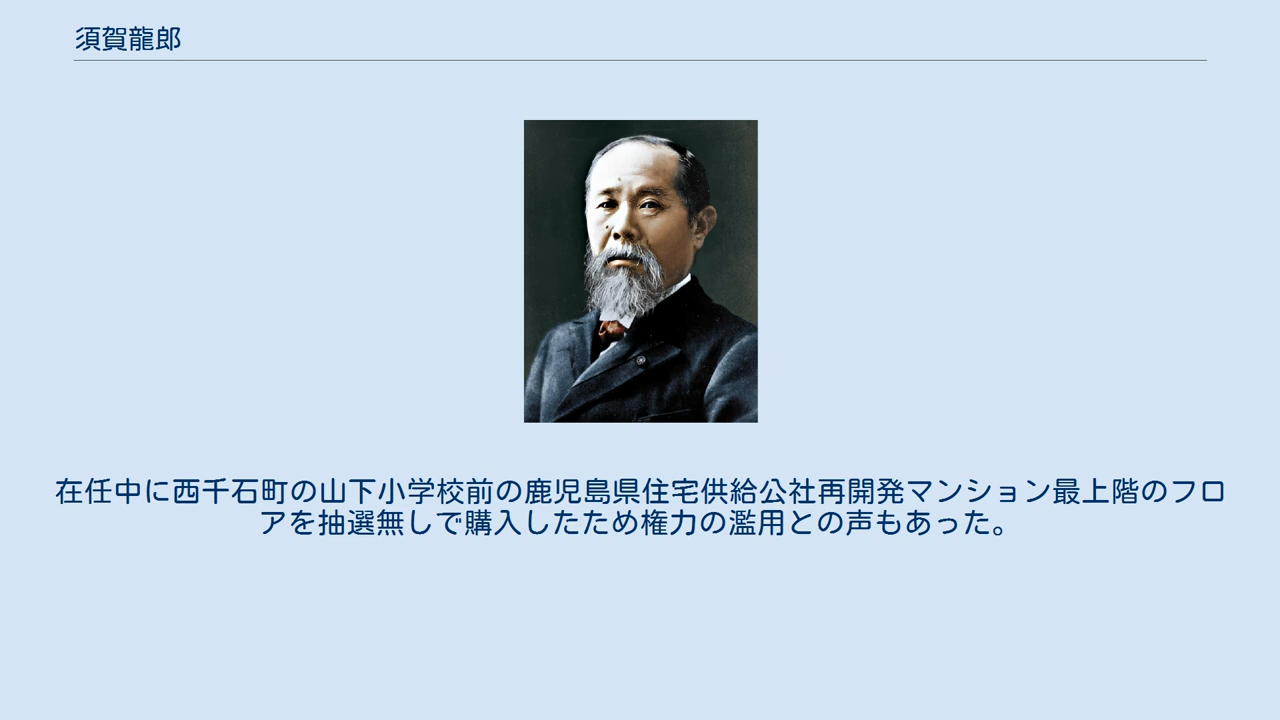 須賀龍郎
在任中に西千石町の山下小学校前の鹿児島県住宅供給公社再開発マンション最上階のフロ
アを抽選無しで購入したため権力の濫用との声もあった。